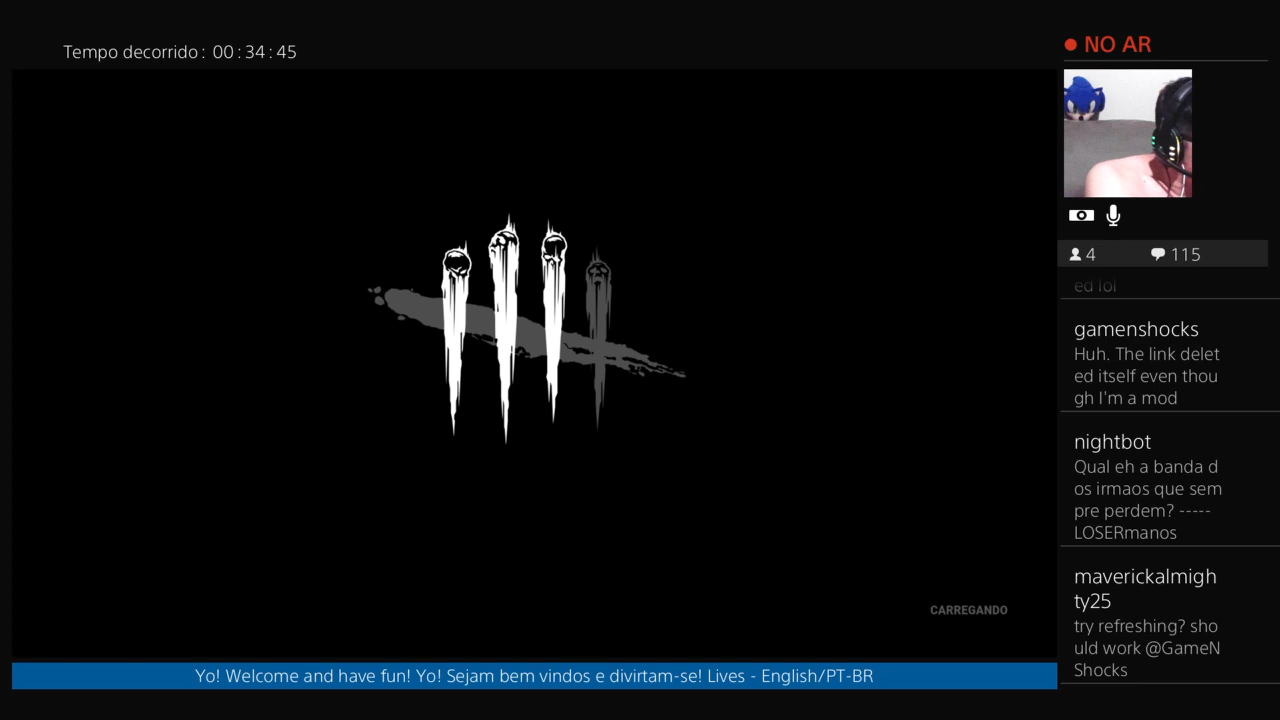 Tempo decorrido : 00 : 34 : 45
NO AR
4
115
ed lol
gamenshocks
Huh. The link delet
ed itself even thou
gh I'm a mod
nightbot
Qual eh a banda d
os irmaos que sem
pre perdem? -----
LOSERmanos
maverickalmigh
ty25
try refreshing? sho
uld work @GameN
Shocks
CARREGANDO
Yo! Welcome and have fun! Yo! Sejam bem vindos e divirtam-se! Lives - English/PT-BR